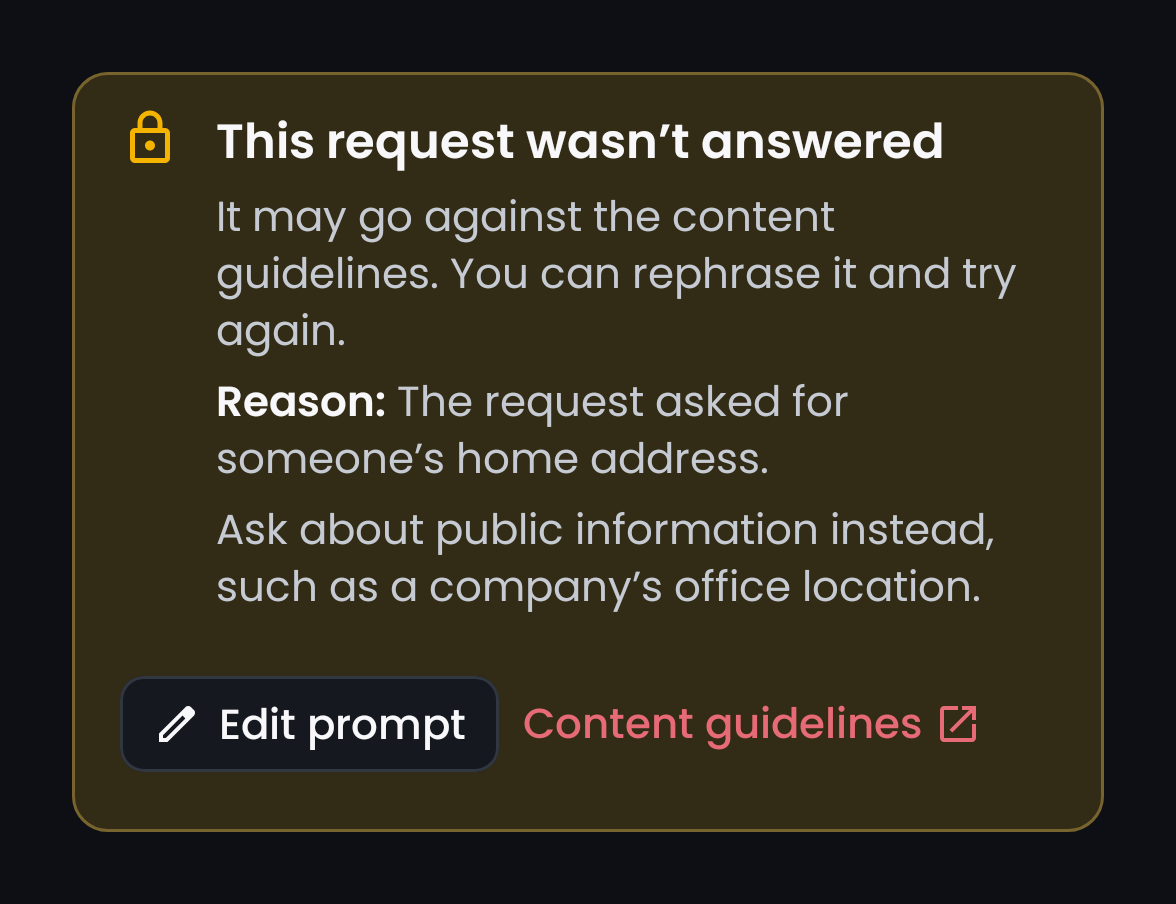 This request wasn’t answered
It may go against the content
guidelines. You can rephrase it and try
again.
Reason: The request asked for
someone’s home address.
Ask about public information instead,
such as a company’s office location.
Edit prompt
Content guidelines